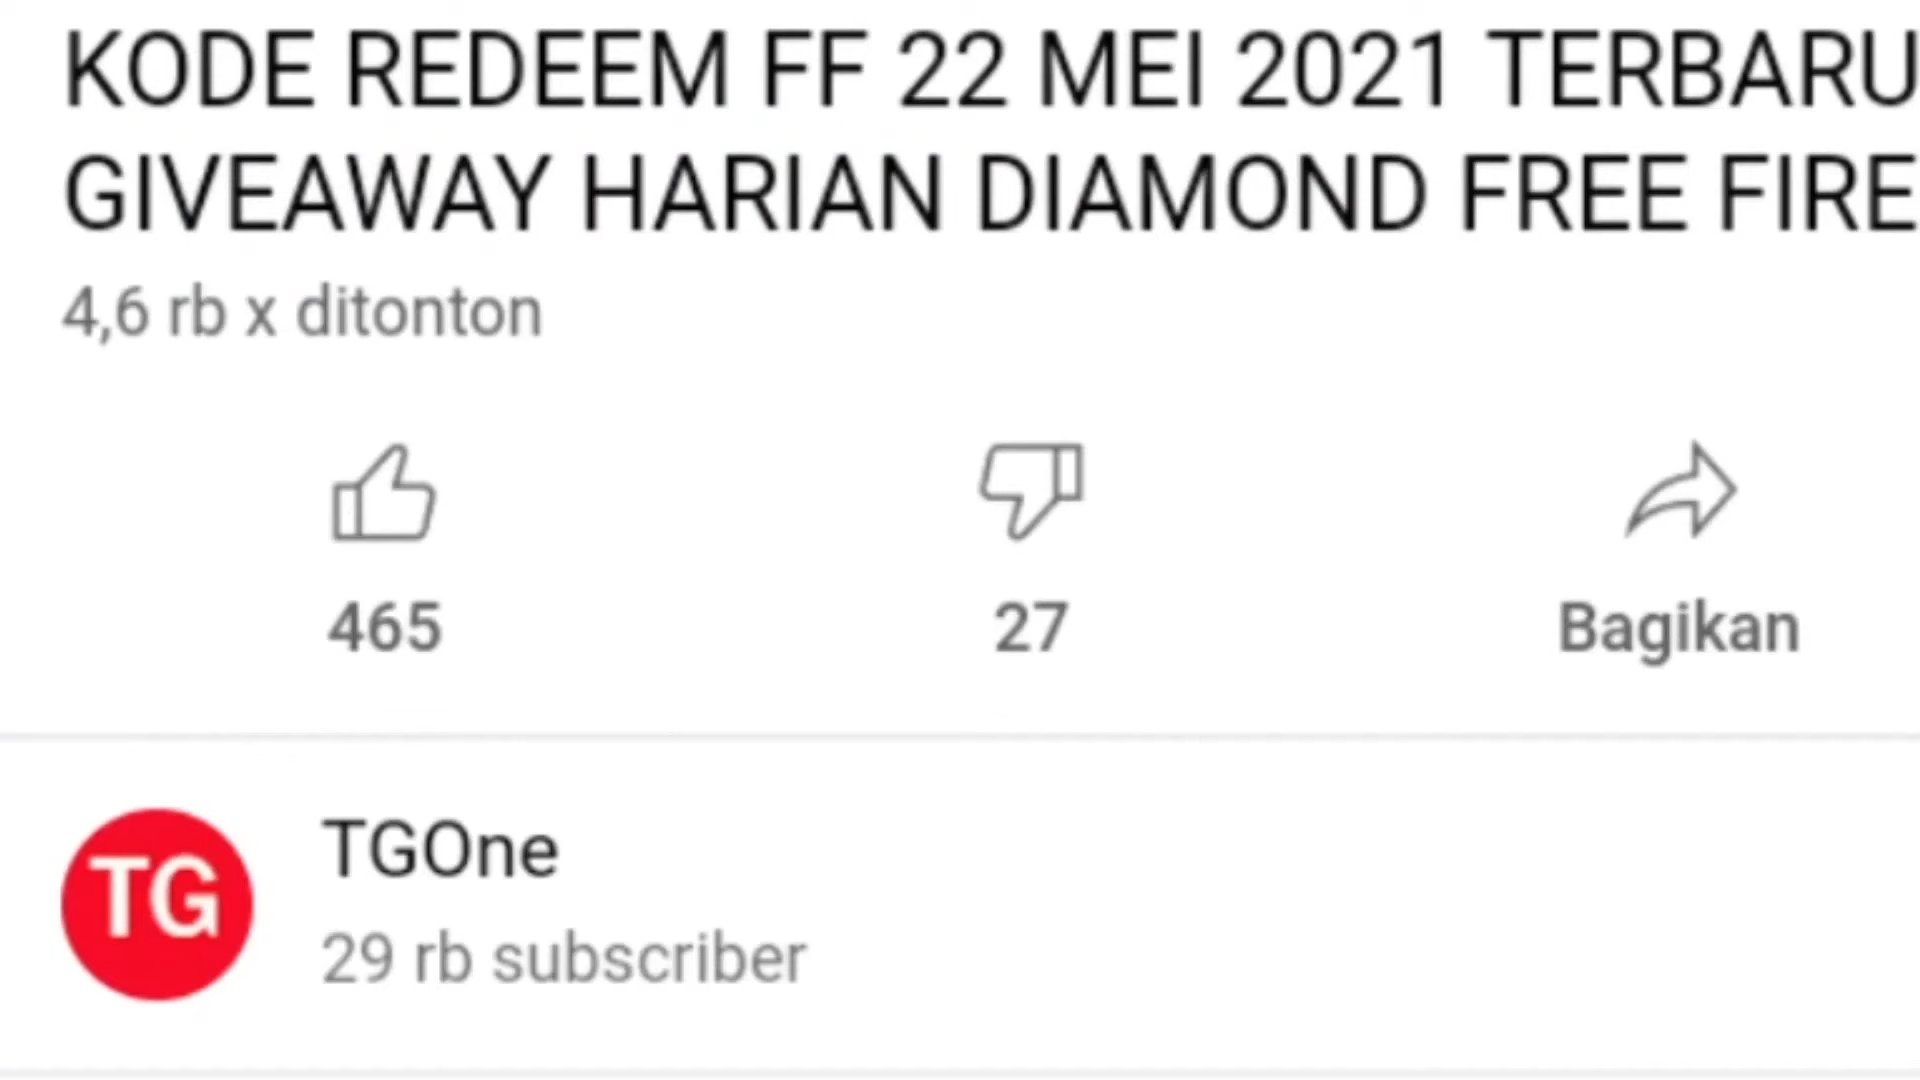 KODE REDEEM FF 22 MEI 2021 TERBARU
GIVEAWAY HARIAN DIAMOND FREE FIRE
4,6 rb x ditonton
465
27
Bagikan
TG
TGOne
29 rb subscriber